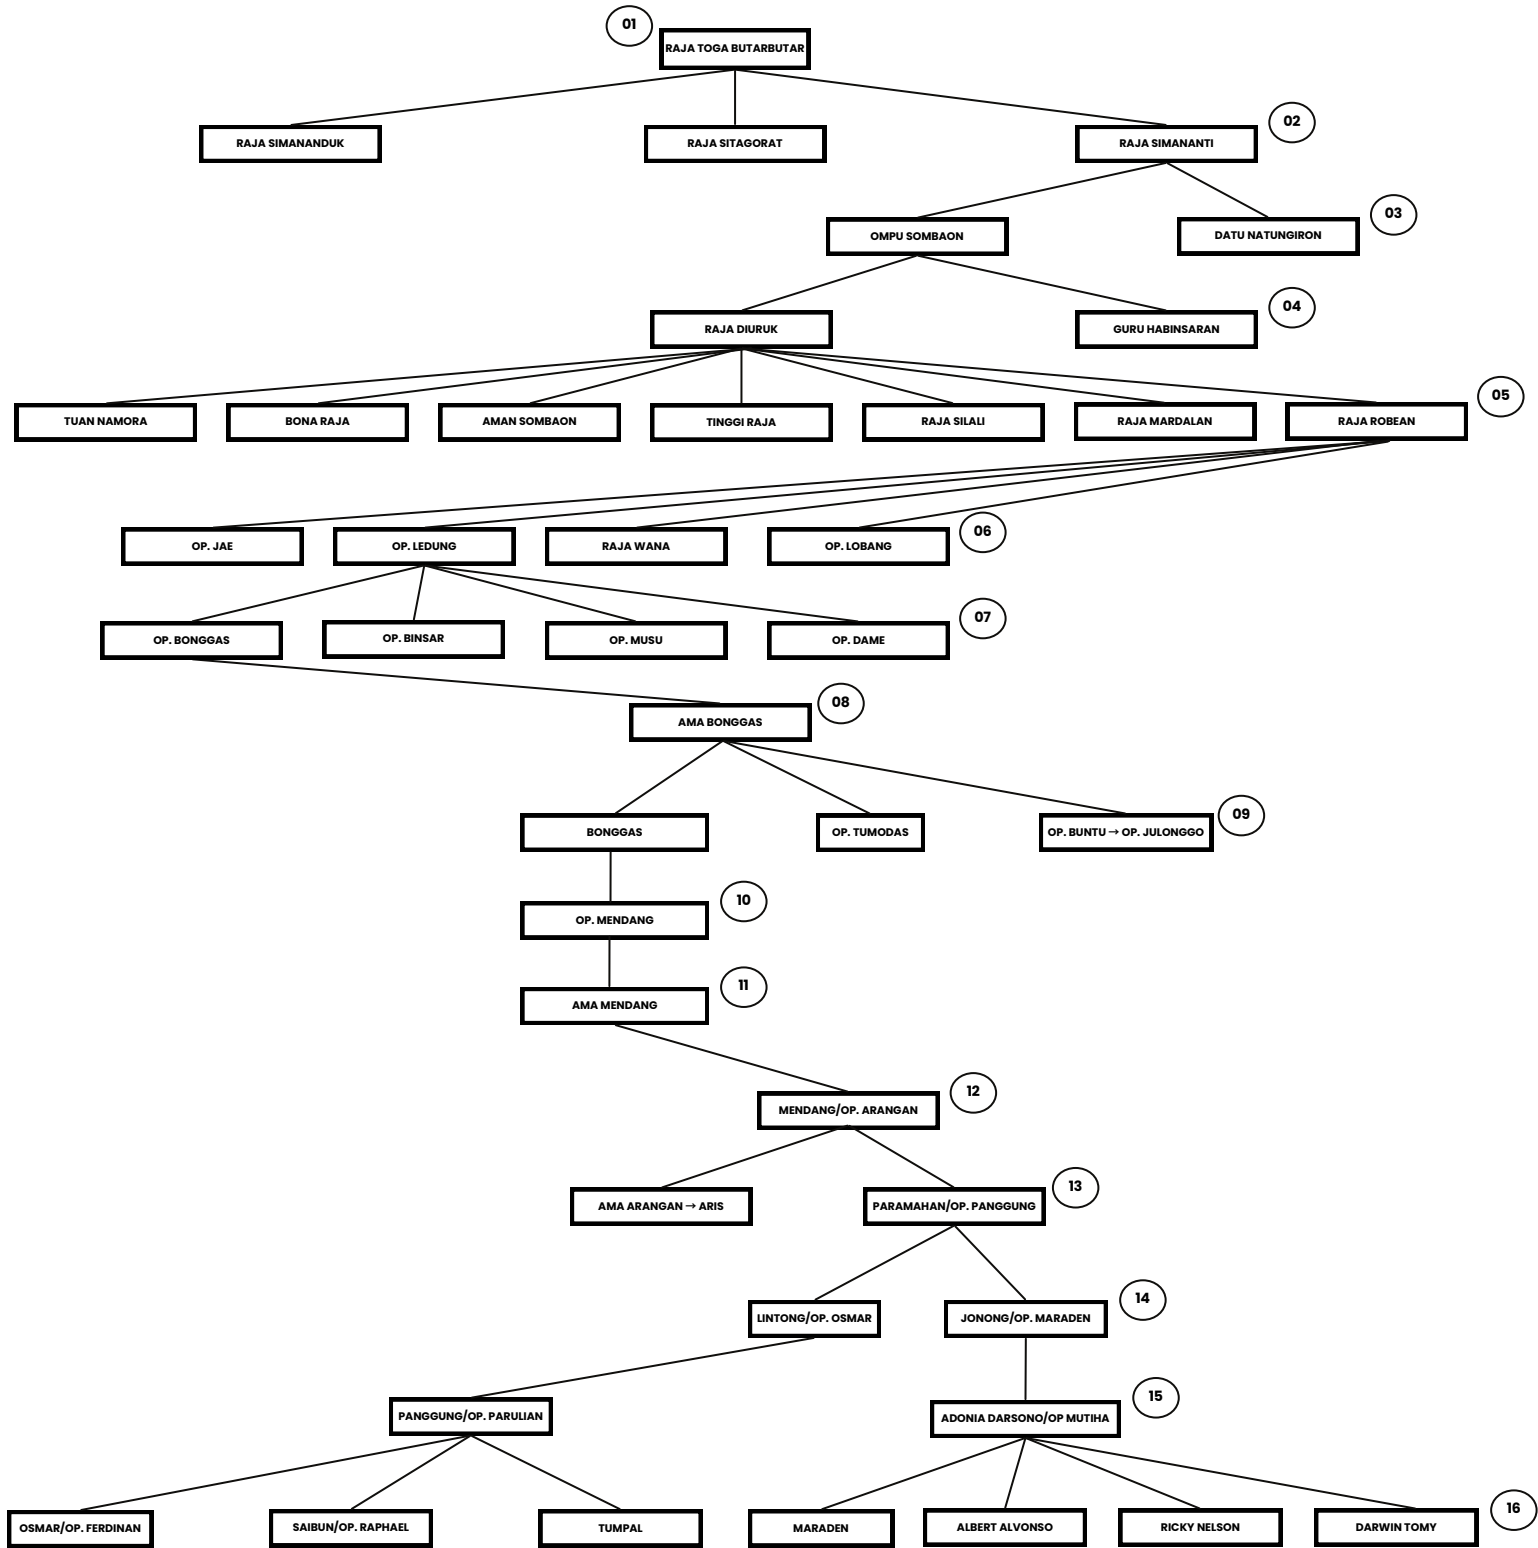 01
RAJA TOGA BUTARBUTAR
RAJA SIMANANDUK
RAJA SITAGORAT
RAJA SIMANANTI
02
OMPU SOMBAON
DATU NATUNGIRON
03
RAJA DIURUK
GURU HABINSARAN
04
TUAN NAMORA
BONA RAJA
AMAN SOMBAON
TINGGI RAJA
RAJA SILALI
RAJA MARDALAN
RAJA ROBEAN
05
OP. JAE
OP. LEDUNG
RAJA WANA
OP. LOBANG
06
OP. BONGGAS
OP. BINSAR
OP. MUSU
OP. DAME
07
AMA BONGGAS
08
BONGGAS
OP. TUMODAS
OP. BUNTU → OP. JULONGGO
09
OP. MENDANG
10
AMA MENDANG
11
MENDANG/OP. ARANGAN
12
AMA ARANGAN → ARIS
PARAMAHAN/OP. PANGGUNG
13
LINTONG/OP. OSMAR
JONONG/OP. MARADEN
14
PANGGUNG/OP. PARULIAN
ADONIA DARSONO/OP MUTIHA
15
OSMAR/OP. FERDINAN
SAIBUN/OP. RAPHAEL
TUMPAL
MARADEN
ALBERT ALVONSO
RICKY NELSON
DARWIN TOMY
16